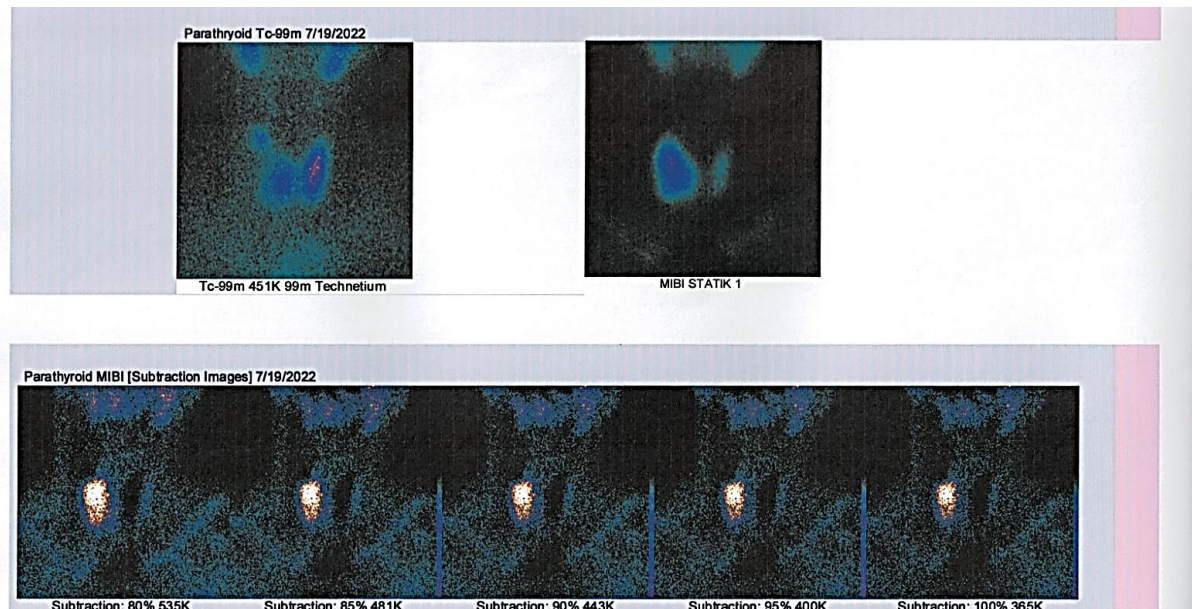 Parathryoid Tc-99m 7/19/2022
Tc-99m 451K 99m Technetium
MIBI STATIK 1
Parathyroid MIBI [Subtraction Images] 7/19/2022
Subtraction: 80% 535K
Subtraction: 85% 481K
Subtraction: 90% 443K
Subtraction: 95% 400K
Subtraction: 100% 365K